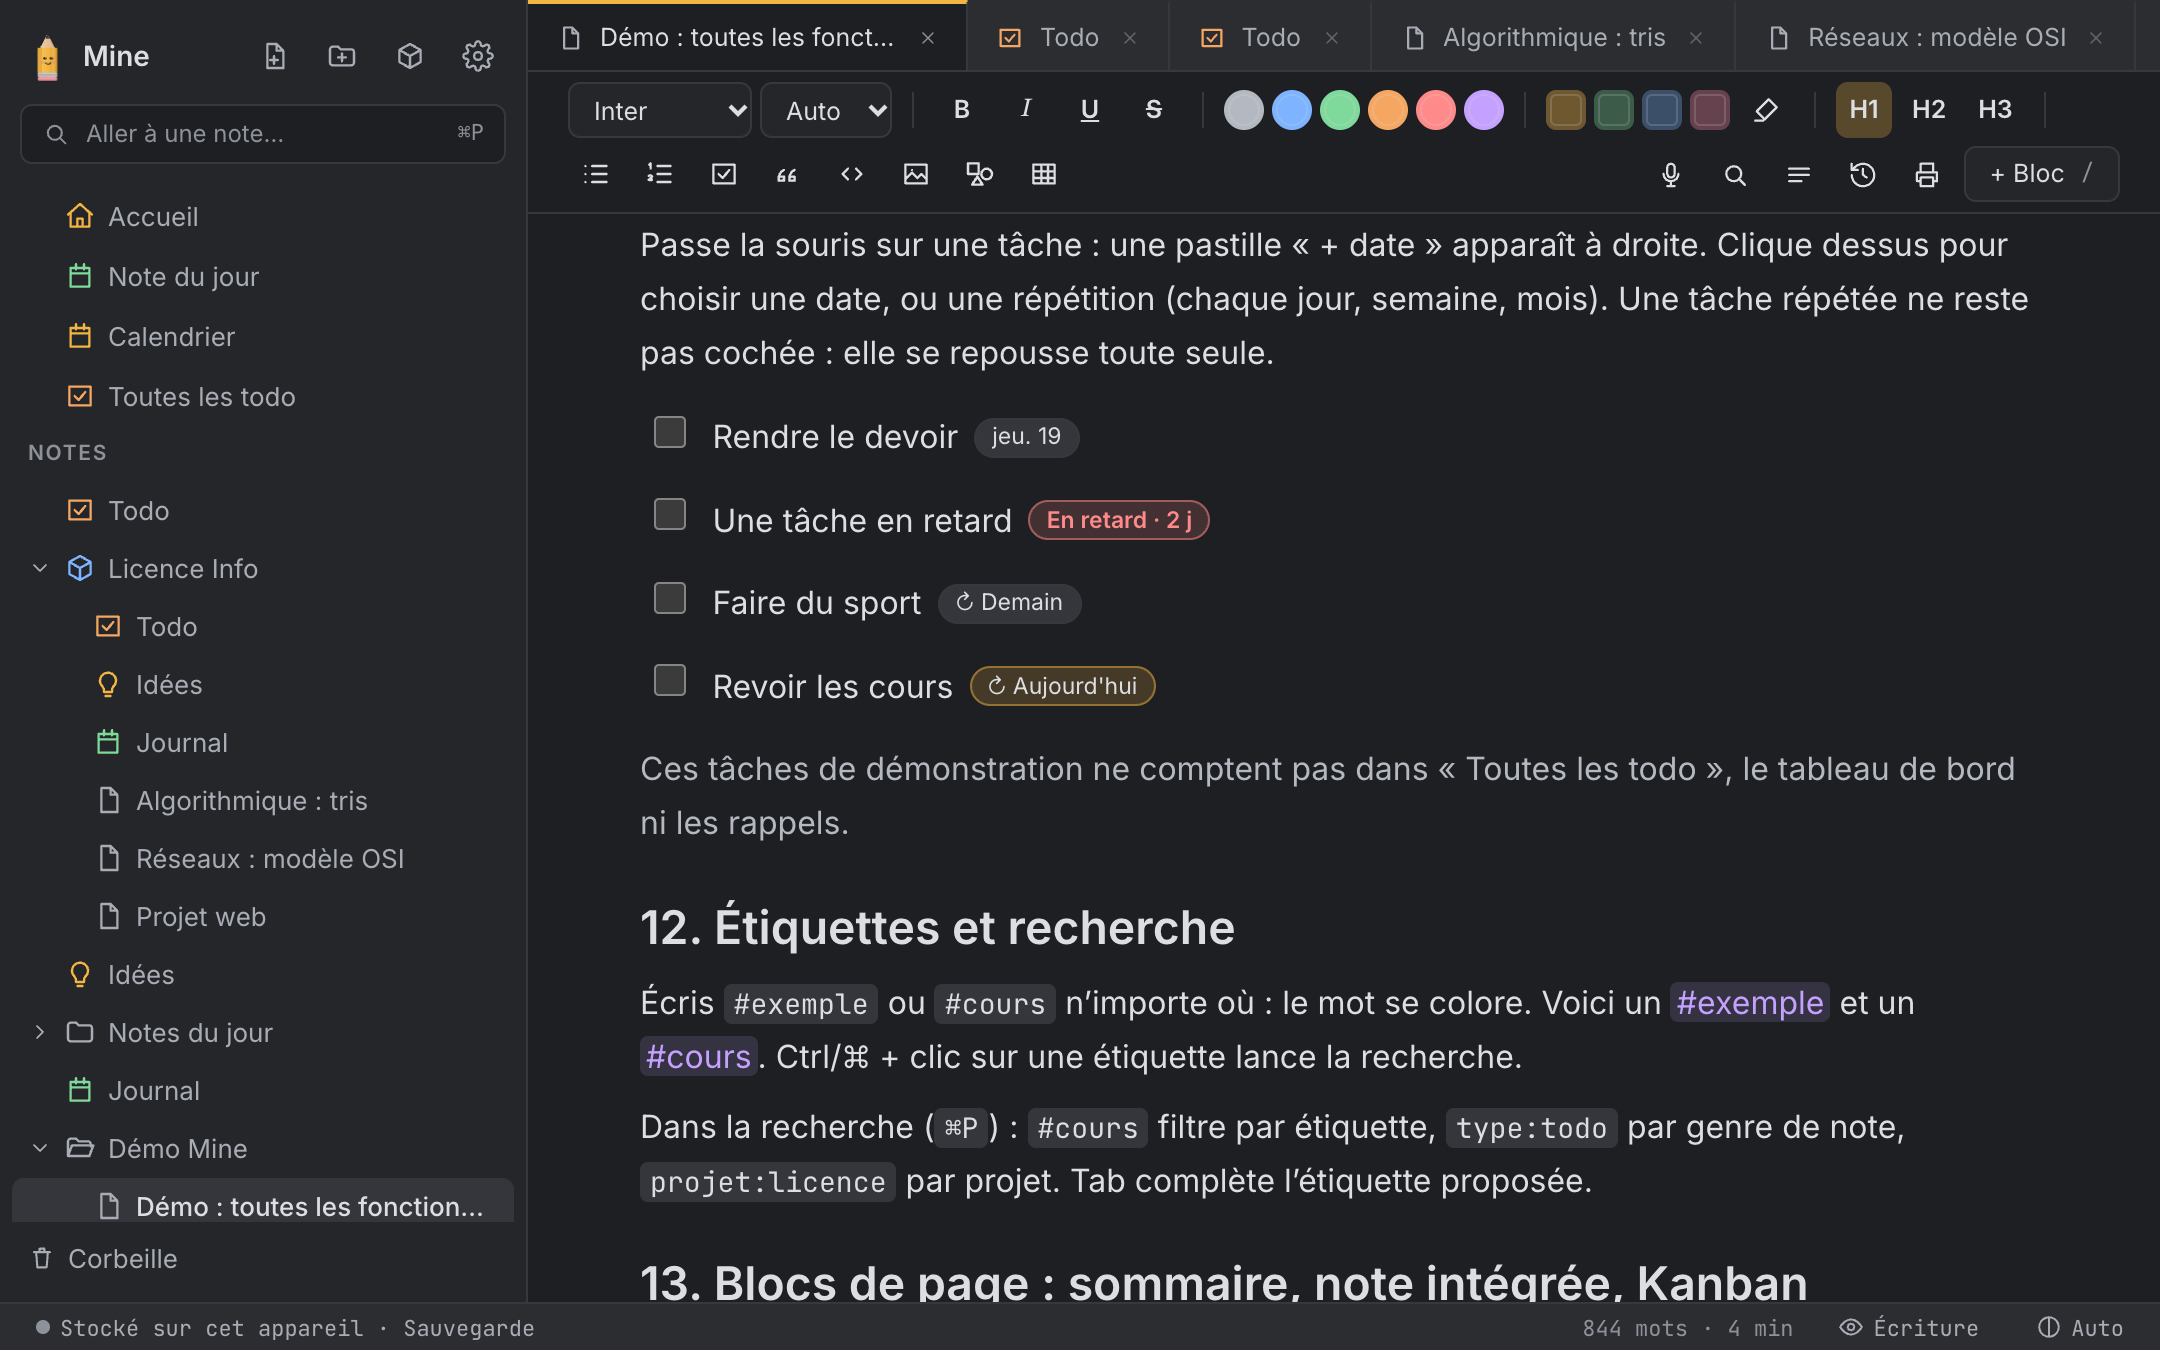 Mine
Aller à une note... ⌘P
Accueil
Note du jour
Calendrier
Toutes les todo
NOTES
Todo
Licence Info
Todo
Idées
Journal
Algorithmique : tris
Réseaux : modèle OSI
Projet web
Idées
Notes du jour
Journal
Démo Mine
Démo : toutes les fonction...
Corbeille
Démo : toutes les fonct... ×
Todo ×
Todo ×
Algorithmique : tris ×
Réseaux : modèle OSI ×
Inter Auto B I U S H1 H2 H3
+ Bloc /
Passe la souris sur une tâche : une pastille « + date » apparaît à droite. Clique dessus pour
choisir une date, ou une répétition (chaque jour, semaine, mois). Une tâche répétée ne reste
pas cochée : elle se repousse toute seule.
Rendre le devoir jeu. 19
Une tâche en retard En retard · 2 j
Faire du sport ↻ Demain
Revoir les cours ↻ Aujourd'hui
Ces tâches de démonstration ne comptent pas dans « Toutes les todo », le tableau de bord
ni les rappels.
12. Étiquettes et recherche
Écris #exemple ou #cours n’importe où : le mot se colore. Voici un #exemple et un
#cours. Ctrl/⌘ + clic sur une étiquette lance la recherche.
Dans la recherche (⌘P) : #cours filtre par étiquette, type:todo par genre de note,
projet:licence par projet. Tab complète l’étiquette proposée.
13. Blocs de page : sommaire, note intégrée, Kanban
Stocké sur cet appareil · Sauvegarde
844 mots · 4 min
Écriture
Auto